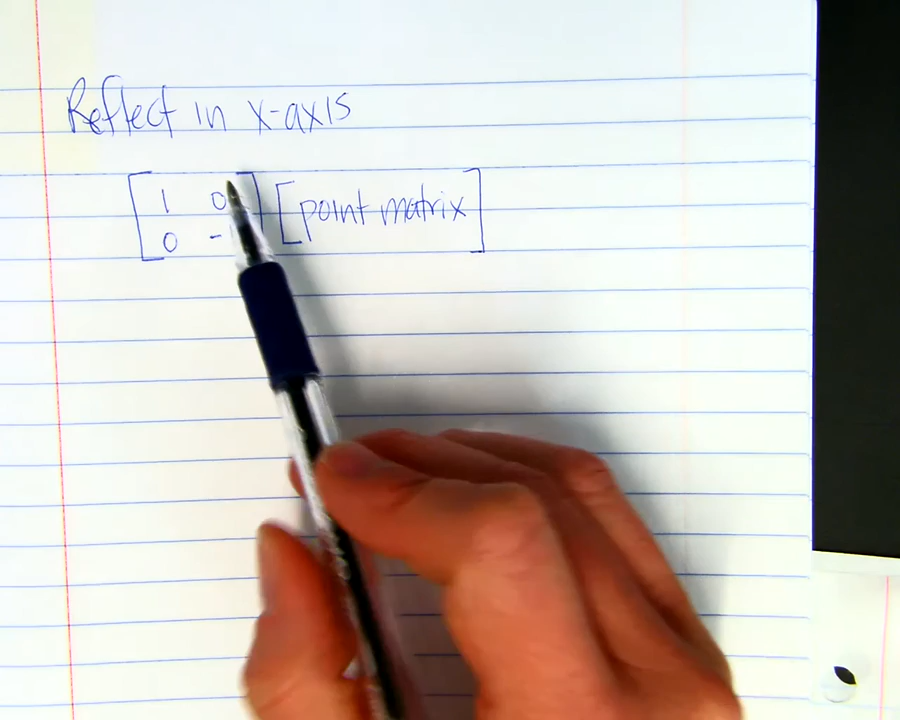 Reflect in x-axis
[1 0] [point matrix]
[0 -